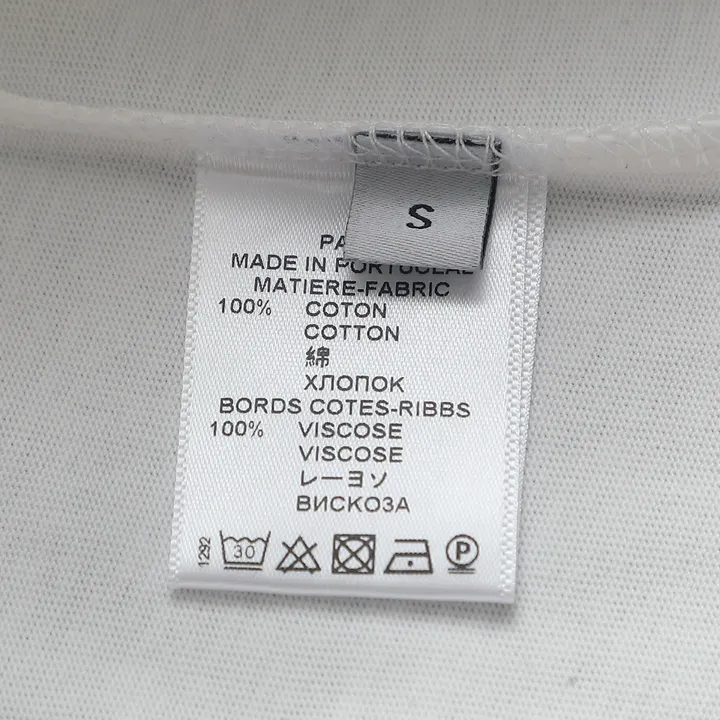 S
MADE IN PORTUGAL
MATIERE-FABRIC
100% COTON
COTTON
綿
ХЛОПОК
BORDS COTES-RIBBS
100% VISCOSE
VISCOSE
レーヨソ
ВИСКОЗА
1292
30
P